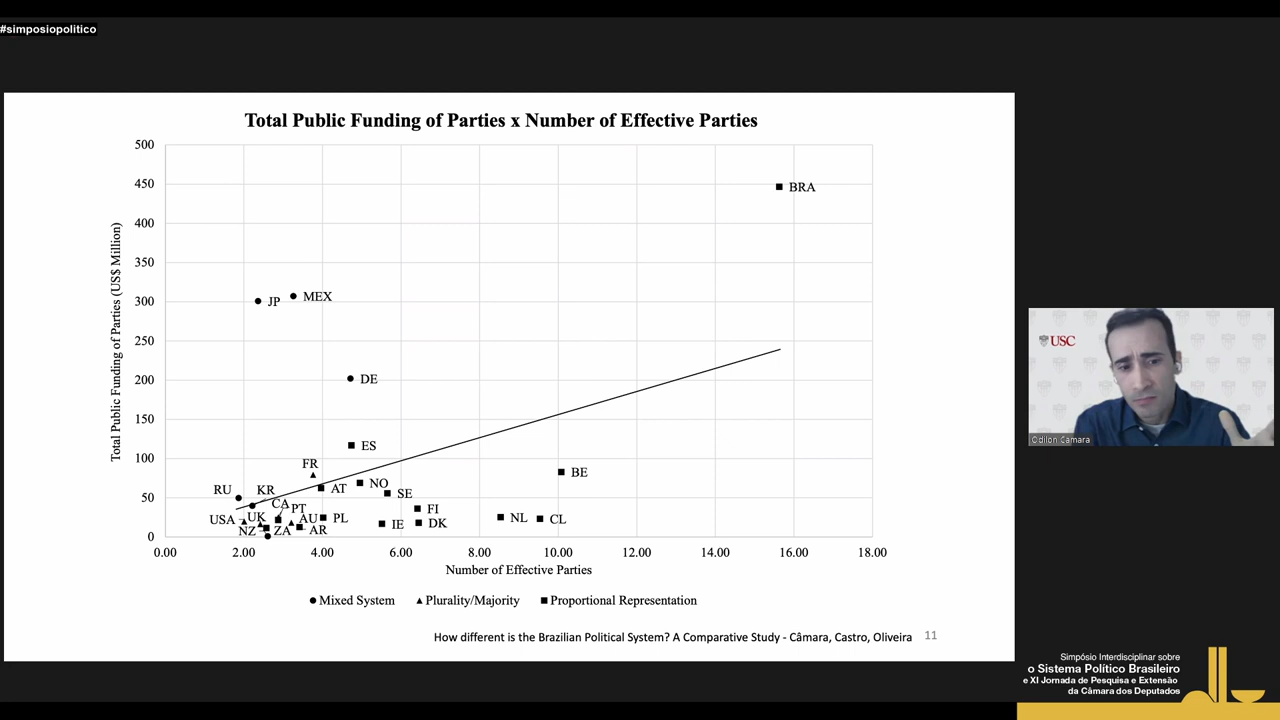 #simposiopolitico
Total Public Funding of Parties x Number of Effective Parties
Total Public Funding of Parties (US$ Million)
500
450
400
350
300
250
200
150
100
50
0
BRA
JP
MEX
DE
ES
FR
BE
RU
KR
AT
NO
SE
CA
PT
FI
USA
UK
AU
PL
IE
DK
NL
CL
NZ
ZA
AR
0.00 2.00 4.00 6.00 8.00 10.00 12.00 14.00 16.00 18.00
Number of Effective Parties
Mixed System Plurality/Majority Proportional Representation
How different is the Brazilian Political System? A Comparative Study - Câmara, Castro, Oliveira 11
USC
Odilon Camara
Simpósio Interdisciplinar sobre
o Sistema Político Brasileiro
e XI Jornada de Pesquisa e Extensão
da Câmara dos Deputados